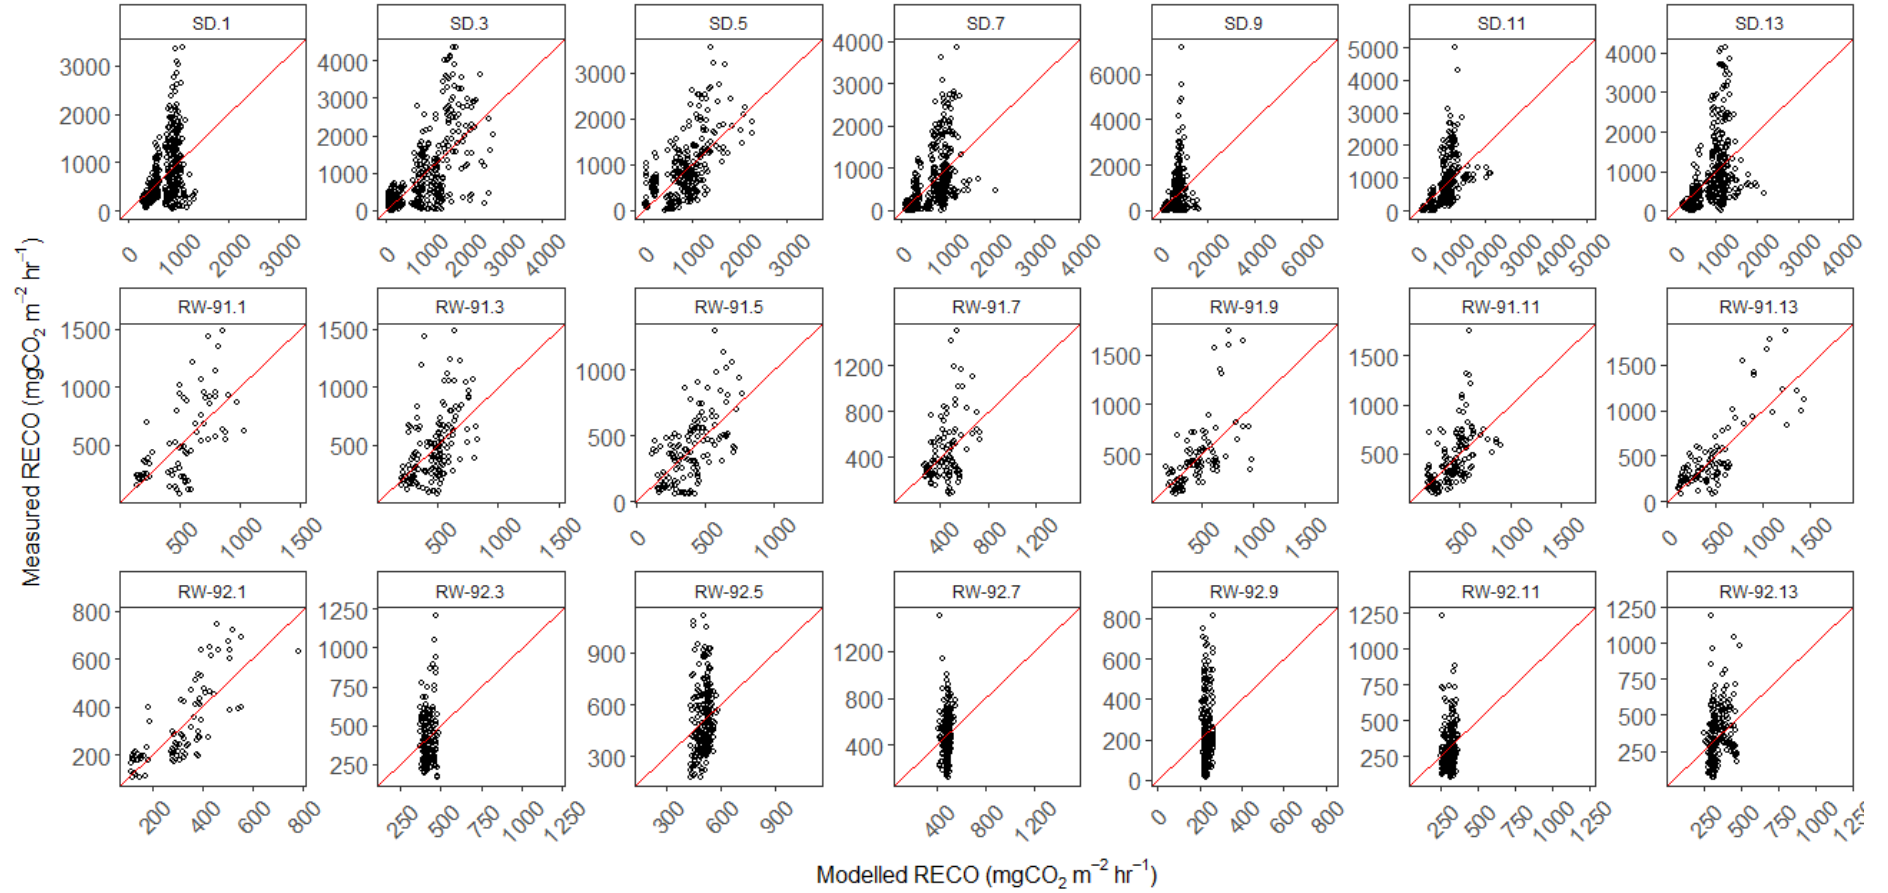 SD.1 SD.3 SD.5 SD.7 SD.9 SD.11 SD.13
3000 2000 1000 0
4000 3000 2000 1000 0
3000 2000 1000 0
4000 3000 2000 1000 0
6000 4000 2000 0
5000 4000 3000 2000 1000 0
4000 3000 2000 1000 0
0 1000 2000 3000
0 1000 2000 3000 4000
0 1000 2000 3000
0 1000 2000 3000 4000
0 2000 4000 6000
0 1000 2000 3000 4000 5000
0 1000 2000 3000 4000
Measured RECO (mgCO₂ m⁻² hr⁻¹)
RW-91.1 RW-91.3 RW-91.5 RW-91.7 RW-91.9 RW-91.11 RW-91.13
1500 1000 500
1500 1000 500
1000 500 0
1200 800 400
1500 1000 500
1500 1000 500
1500 1000 500 0
500 1000 1500
500 1000 1500
0 500 1000
400 800 1200
500 1000 1500
500 1000 1500
0 500 1000 1500
RW-92.1 RW-92.3 RW-92.5 RW-92.7 RW-92.9 RW-92.11 RW-92.13
800 600 400 200
1250 1000 750 500 250
900 600 300
1200 800 400
800 600 400 200 0
1250 1000 750 500 250
1250 1000 750 500 250
200 400 600 800
250 500 750 1000 1250
300 600 900
400 800 1200
0 200 400 600 800
250 500 750 1000 1250
250 500 750 1000
Modelled RECO (mgCO₂ m⁻² hr⁻¹)